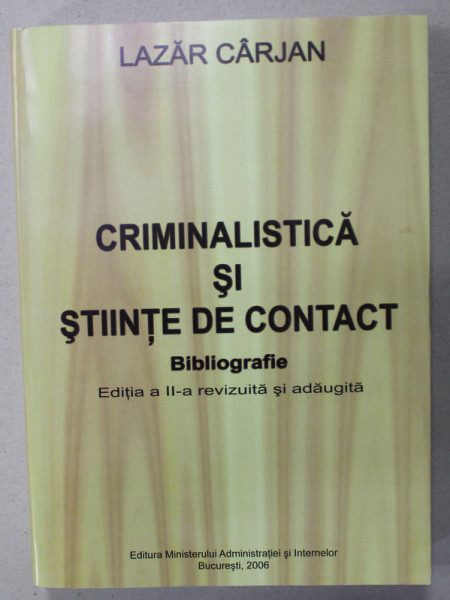 LAZĂR CÂRJAN
CRIMINALISTICĂ
ŞI
ŞTIINŢE DE CONTACT
Bibliografie
Ediţia a II-a revizuită şi adăugită
Editura Ministerului Administraţiei şi Internelor
Bucureşti, 2006